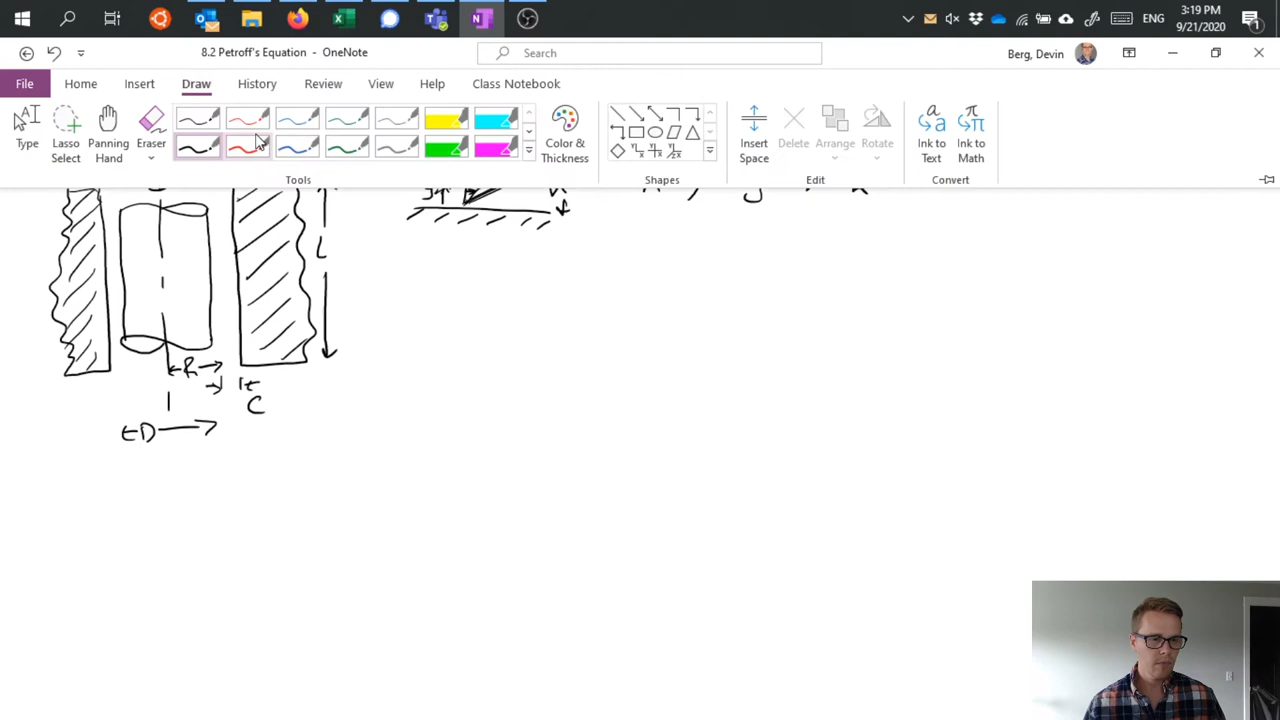 3:19 PM
ENG
9/21/2020
8.2 Petroff's Equation - OneNote
Search
Berg, Devin
File
Home
Insert
Draw
History
Review
View
Help
Class Notebook
Type
Lasso Select
Panning Hand
Eraser
Color & Thickness
Insert Space
Delete
Arrange
Rotate
Ink to Text
Ink to Math
Tools
Shapes
Edit
Convert
L
R
C
D